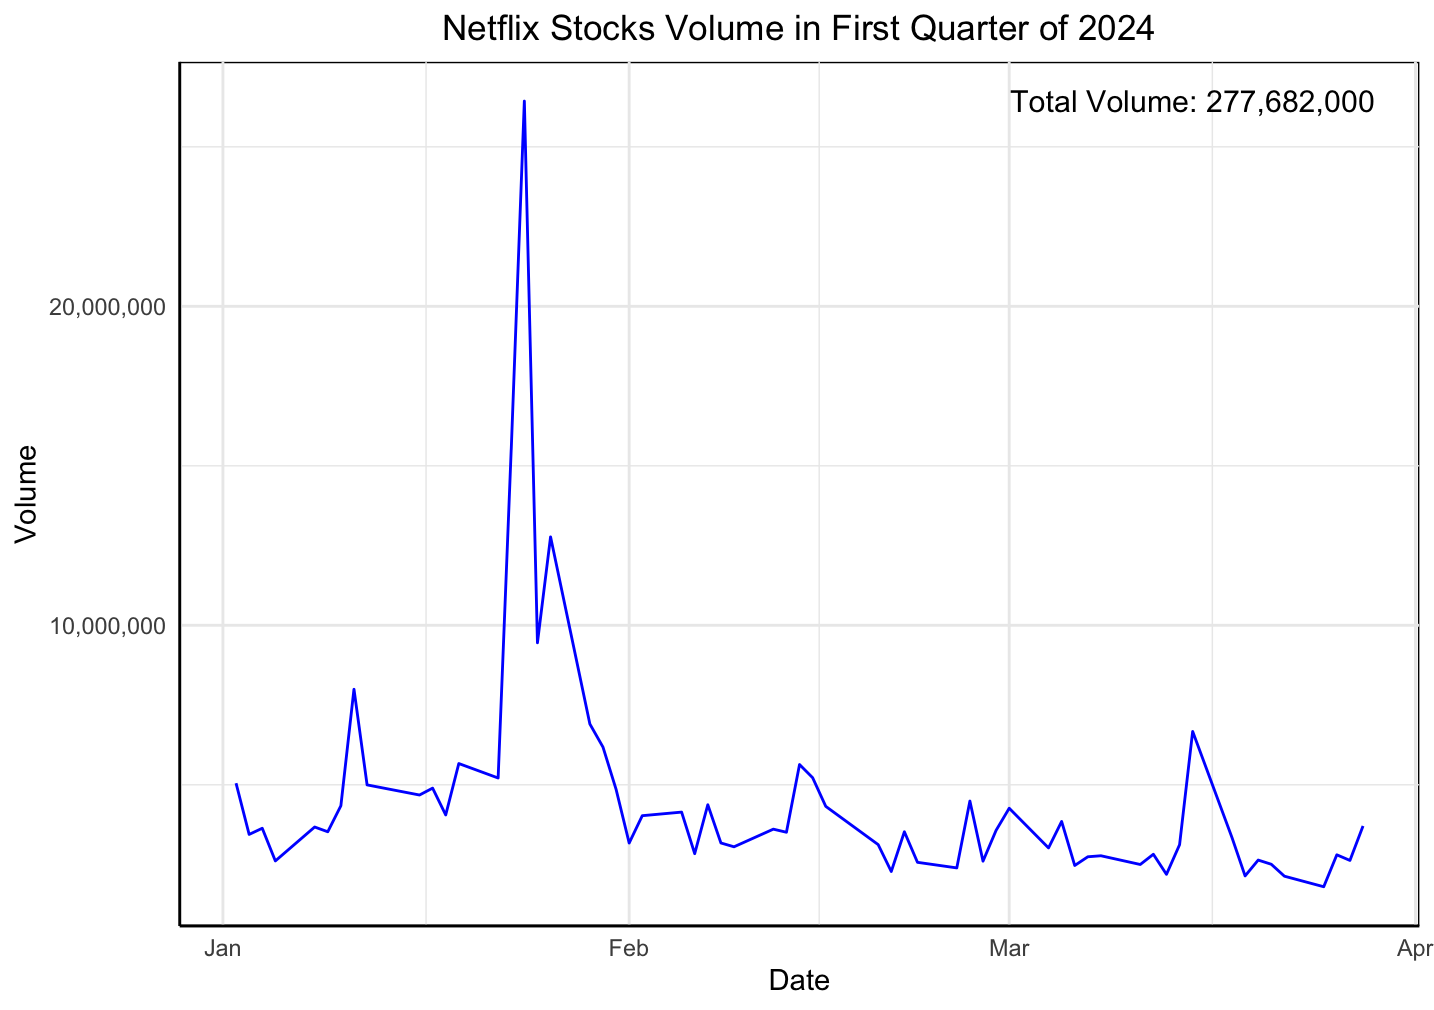 Netflix Stocks Volume in First Quarter of 2024
Total Volume: 277,682,000
20,000,000
10,000,000
Volume
Jan Feb Mar Apr
Date